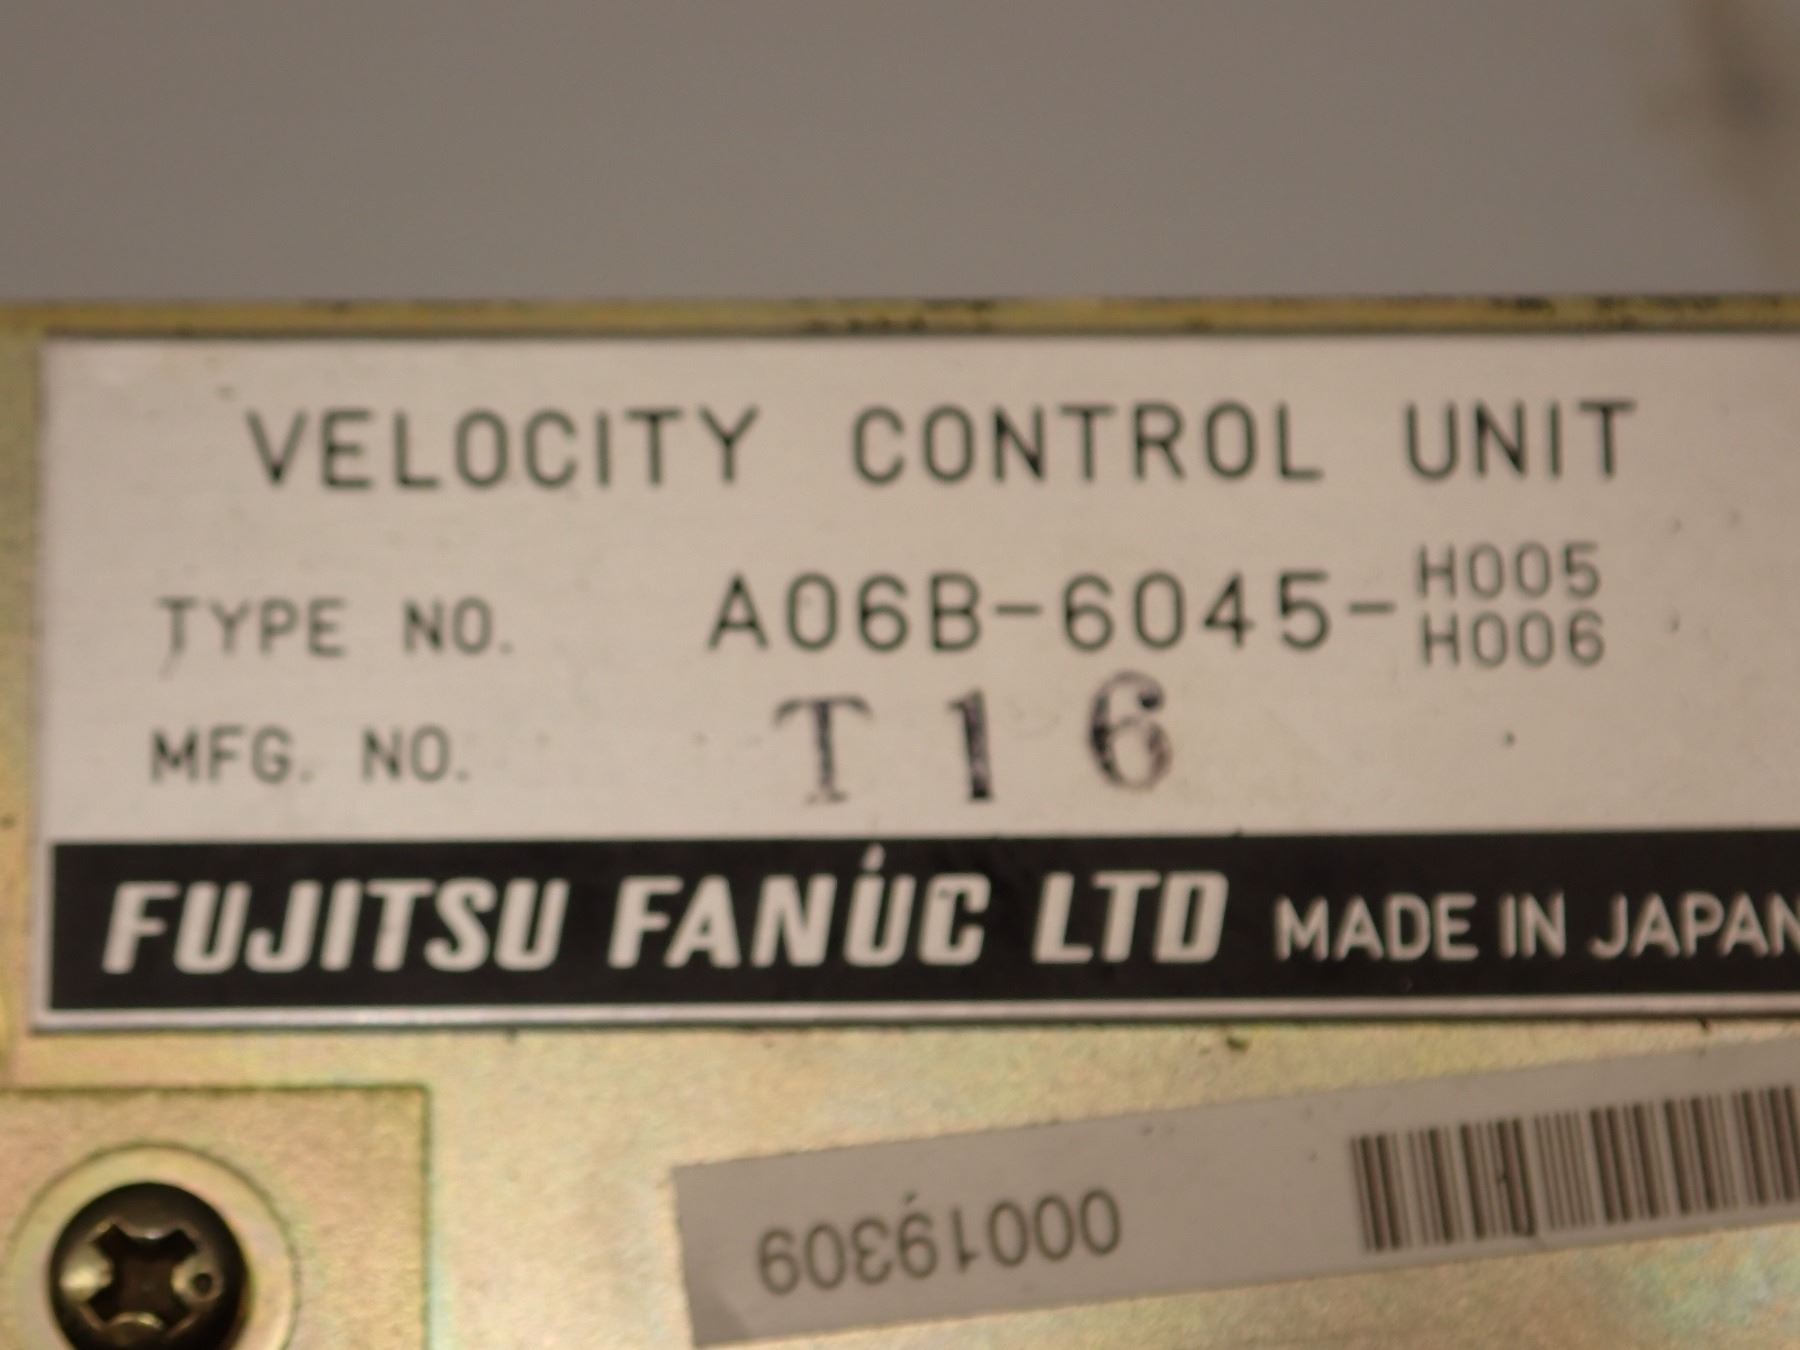 VELOCITY CONTROL UNIT
TYPE NO. A06B-6045-H005
H006
MFG. NO. T16
FUJITSU FANUC LTD MADE IN JAPAN
00019309